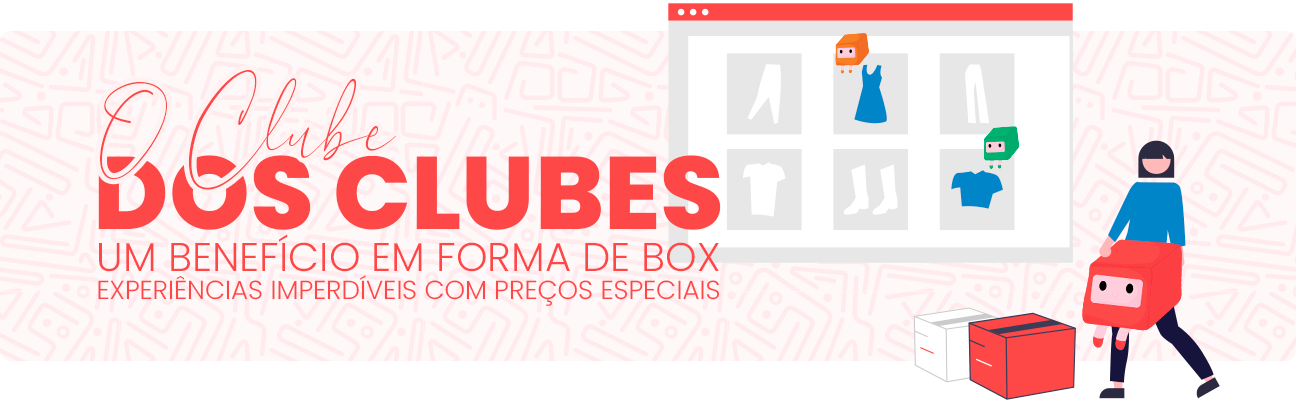 O Clube
DOS CLUBES
UM BENEFÍCIO EM FORMA DE BOX
EXPERIÊNCIAS IMPERDÍVEIS COM PREÇOS ESPECIAIS